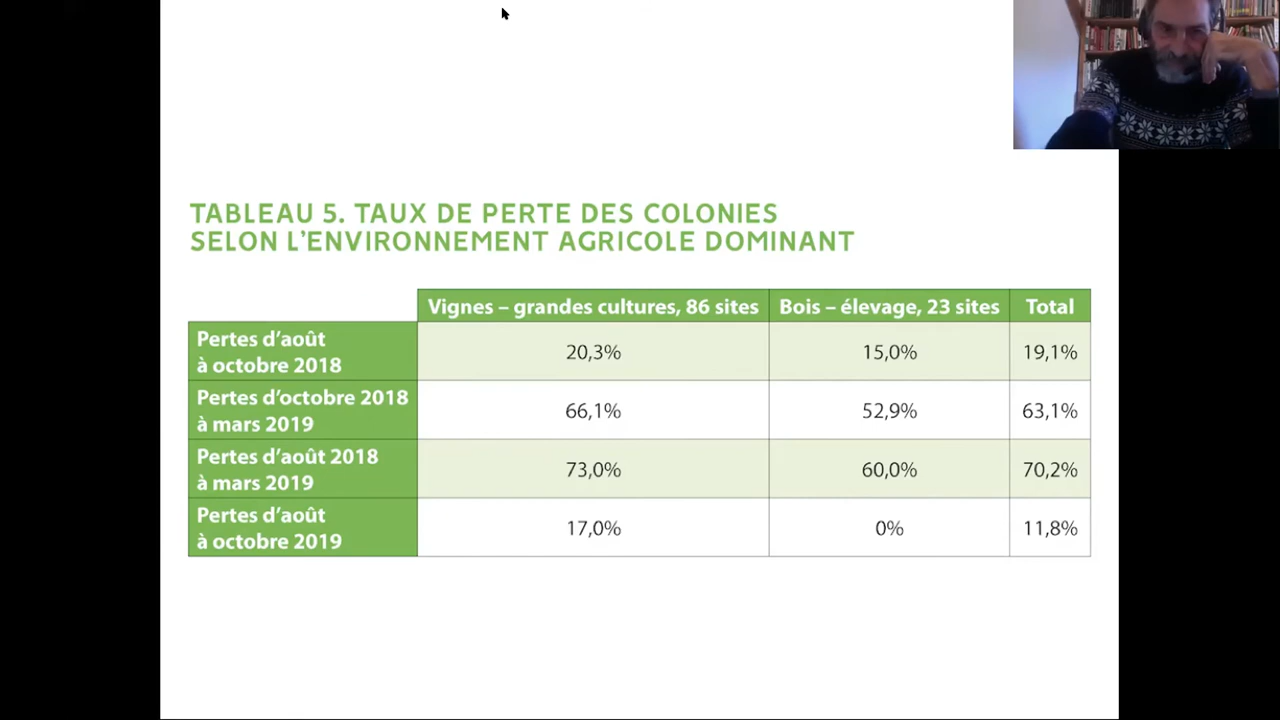 TABLEAU 5. TAUX DE PERTE DES COLONIES
SELON L'ENVIRONNEMENT AGRICOLE DOMINANT
Vignes – grandes cultures, 86 sites Bois – élevage, 23 sites Total
Pertes d'août
à octobre 2018 20,3% 15,0% 19,1%
Pertes d'octobre 2018
à mars 2019 66,1% 52,9% 63,1%
Pertes d'août 2018
à mars 2019 73,0% 60,0% 70,2%
Pertes d'août
à octobre 2019 17,0% 0% 11,8%